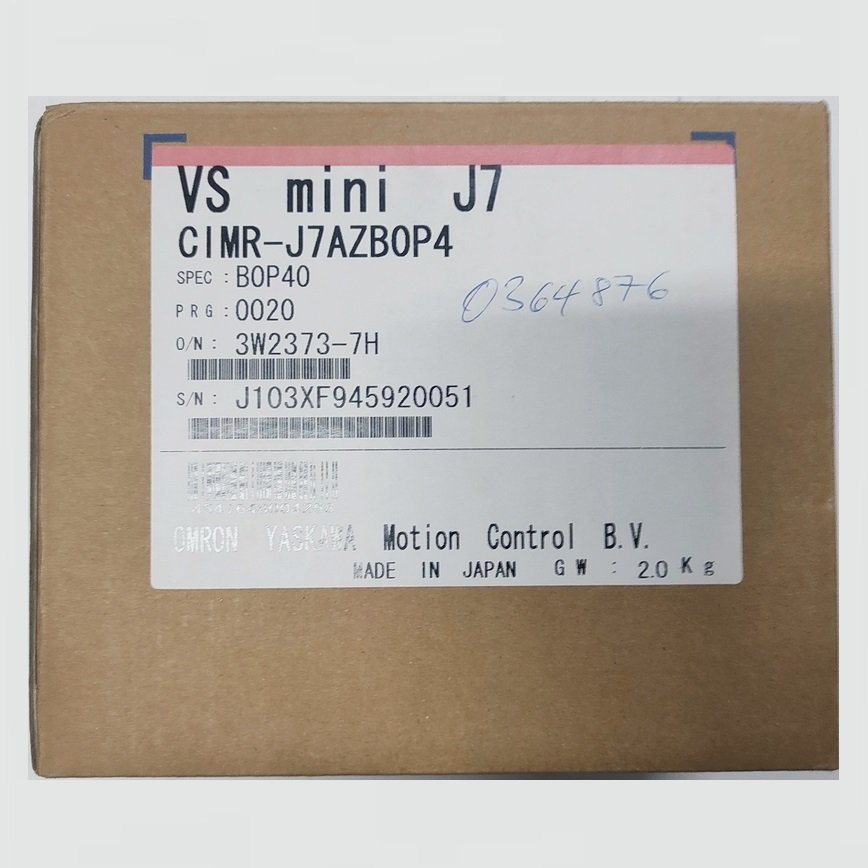 VS mini J7
CIMR-J7AZB0P4
SPEC : B0P40
PRG : 0020
0364876
O/N : 3W2373-7H
S/N : J103XF945920051
OMRON YASKAWA Motion Control B.V.
MADE IN JAPAN GW : 2.0 Kg